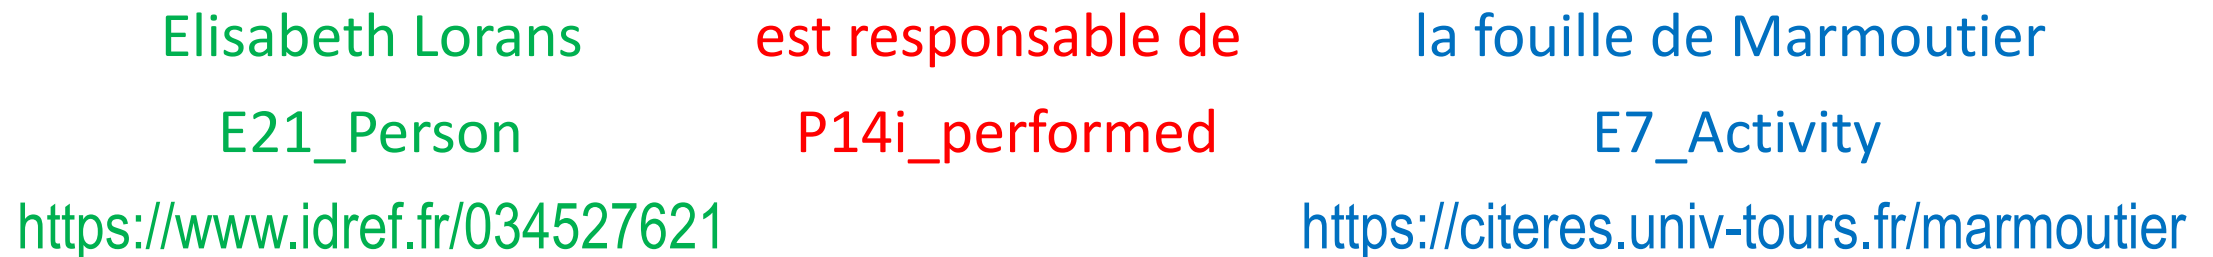 Elisabeth Lorans est responsable de la fouille de Marmoutier
E21_Person P14i_performed E7_Activity
https://www.idref.fr/034527621 https://citeres.univ-tours.fr/marmoutier